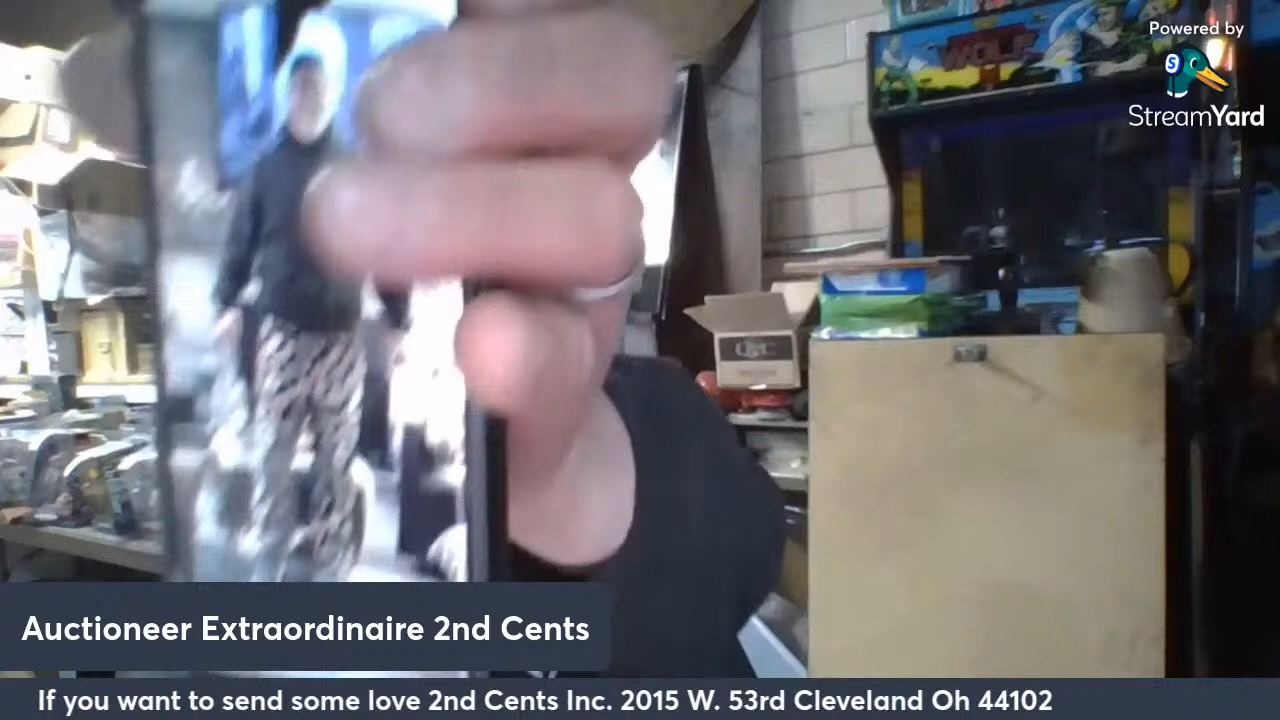 Powered by
StreamYard
WOLF
Auctioneer Extraordinaire 2nd Cents
If you want to send some love 2nd Cents Inc. 2015 W. 53rd Cleveland Oh 44102